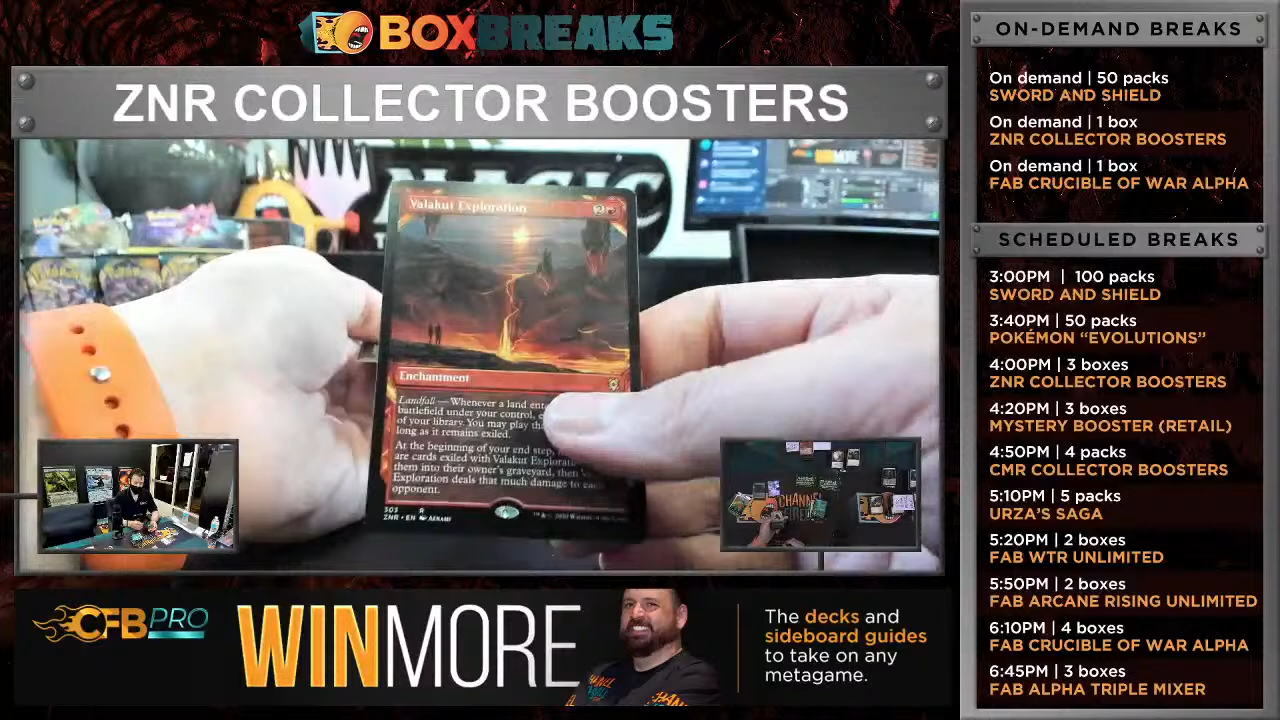 BOXBREAKS
ZNR COLLECTOR BOOSTERS
MAGIC
Valakut Exploration
2
Enchantment
Landfall — Whenever a land
battlefield under your control,
of your library. You may play
long as it remains exiled.
At the beginning of your end step,
are cards exiled with Valakut
them into their owner's graveyard, then
Exploration deals that much damage to
opponent.
303 R
ZNR • EN
CHANNEL
CFBPRO
WINMORE
The decks and
sideboard guides
to take on any
metagame.
ON-DEMAND BREAKS
On demand | 50 packs
SWORD AND SHIELD
On demand | 1 box
ZNR COLLECTOR BOOSTERS
On demand | 1 box
FAB CRUCIBLE OF WAR ALPHA
SCHEDULED BREAKS
3:00PM | 100 packs
SWORD AND SHIELD
3:40PM | 50 packs
POKÉMON “EVOLUTIONS”
4:00PM | 3 boxes
ZNR COLLECTOR BOOSTERS
4:20PM | 3 boxes
MYSTERY BOOSTER (RETAIL)
4:50PM | 4 packs
CMR COLLECTOR BOOSTERS
5:10PM | 5 packs
URZA'S SAGA
5:20PM | 2 boxes
FAB WTR UNLIMITED
5:50PM | 2 boxes
FAB ARCANE RISING UNLIMITED
6:10PM | 4 boxes
FAB CRUCIBLE OF WAR ALPHA
6:45PM | 3 boxes
FAB ALPHA TRIPLE MIXER